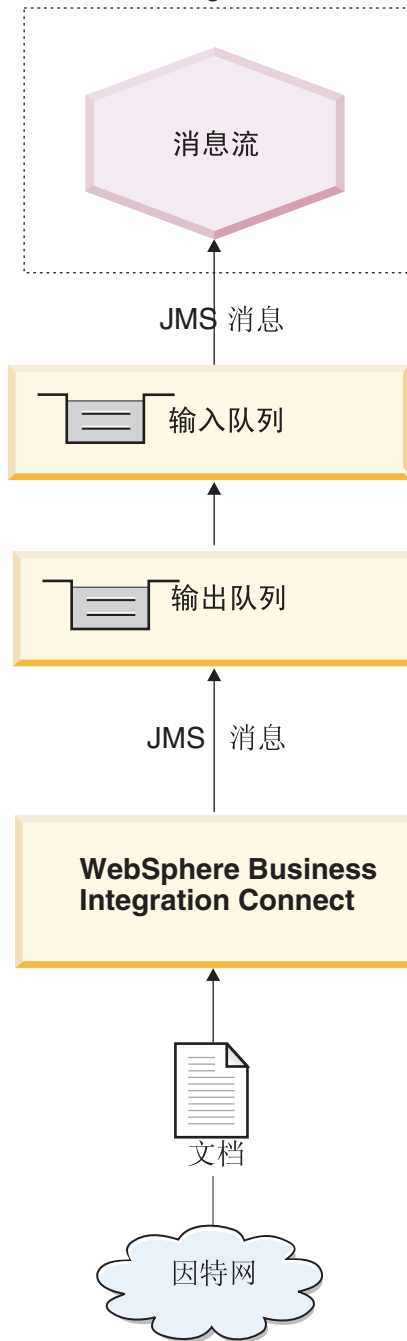 消息流
JMS 消息
输入队列
输出队列
JMS 消息
WebSphere Business
Integration Connect
文档
因特网